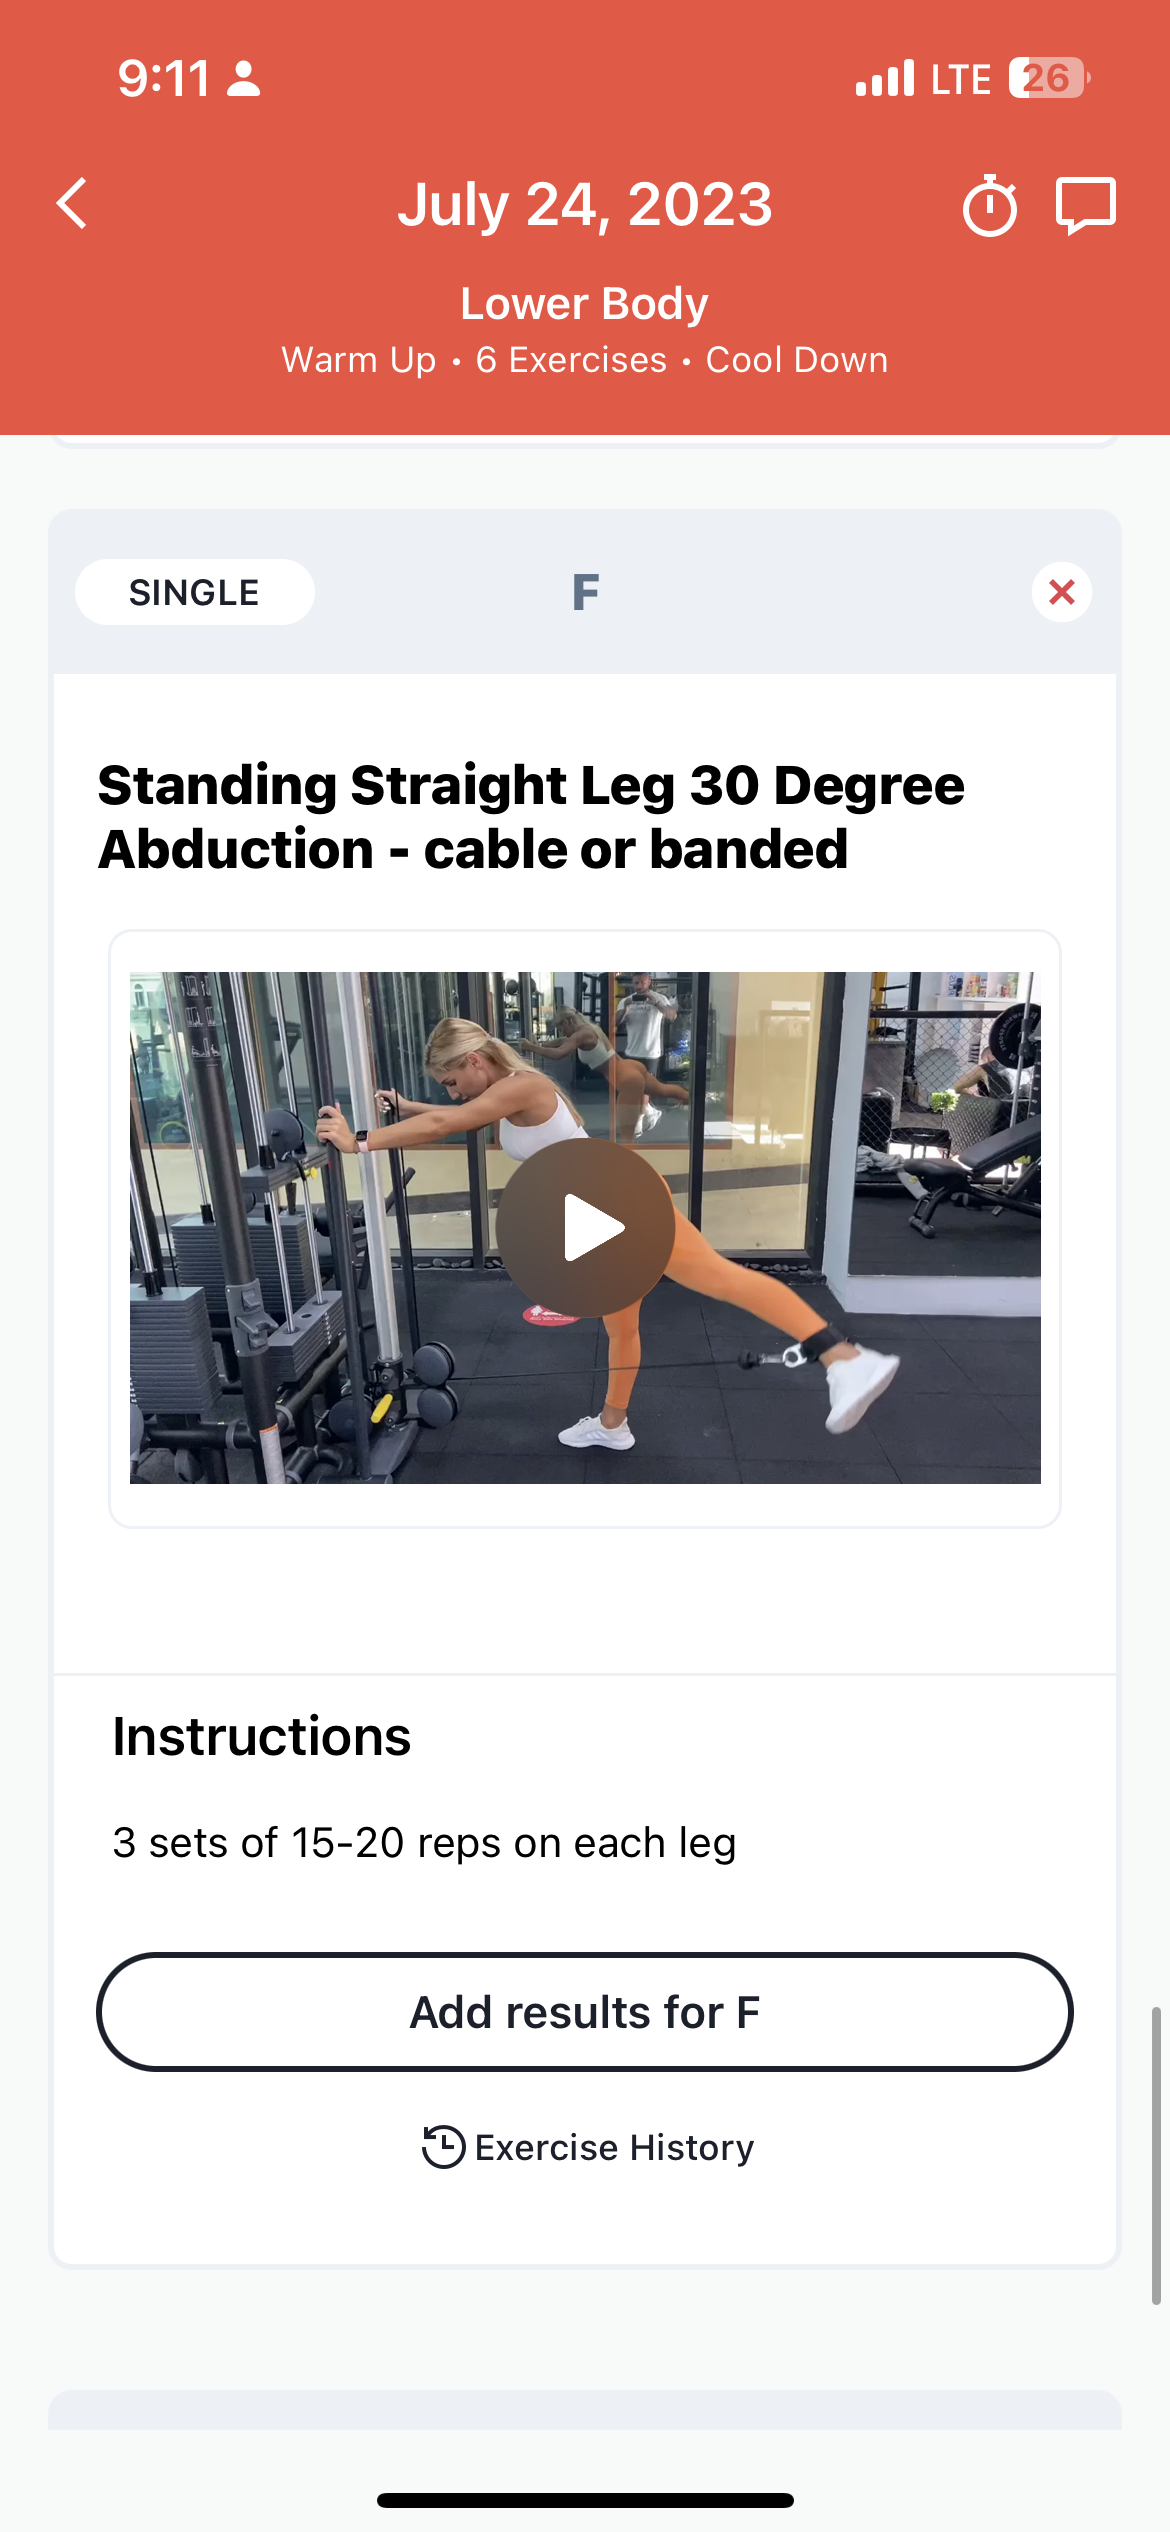 9:11
LTE
26
July 24, 2023
Lower Body
Warm Up • 6 Exercises • Cool Down
SINGLE
F
Standing Straight Leg 30 Degree
Abduction - cable or banded
Instructions
3 sets of 15-20 reps on each leg
Add results for F
Exercise History